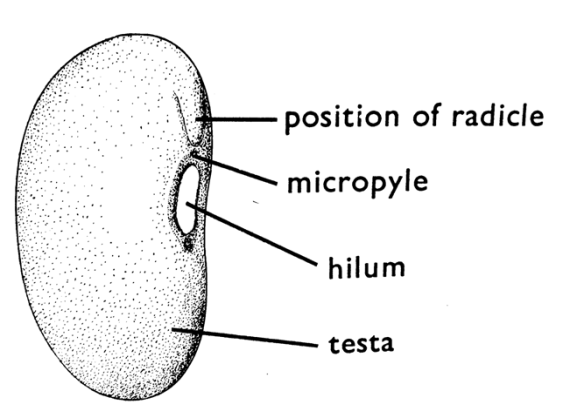 position of radicle
micropyle
hilum
testa